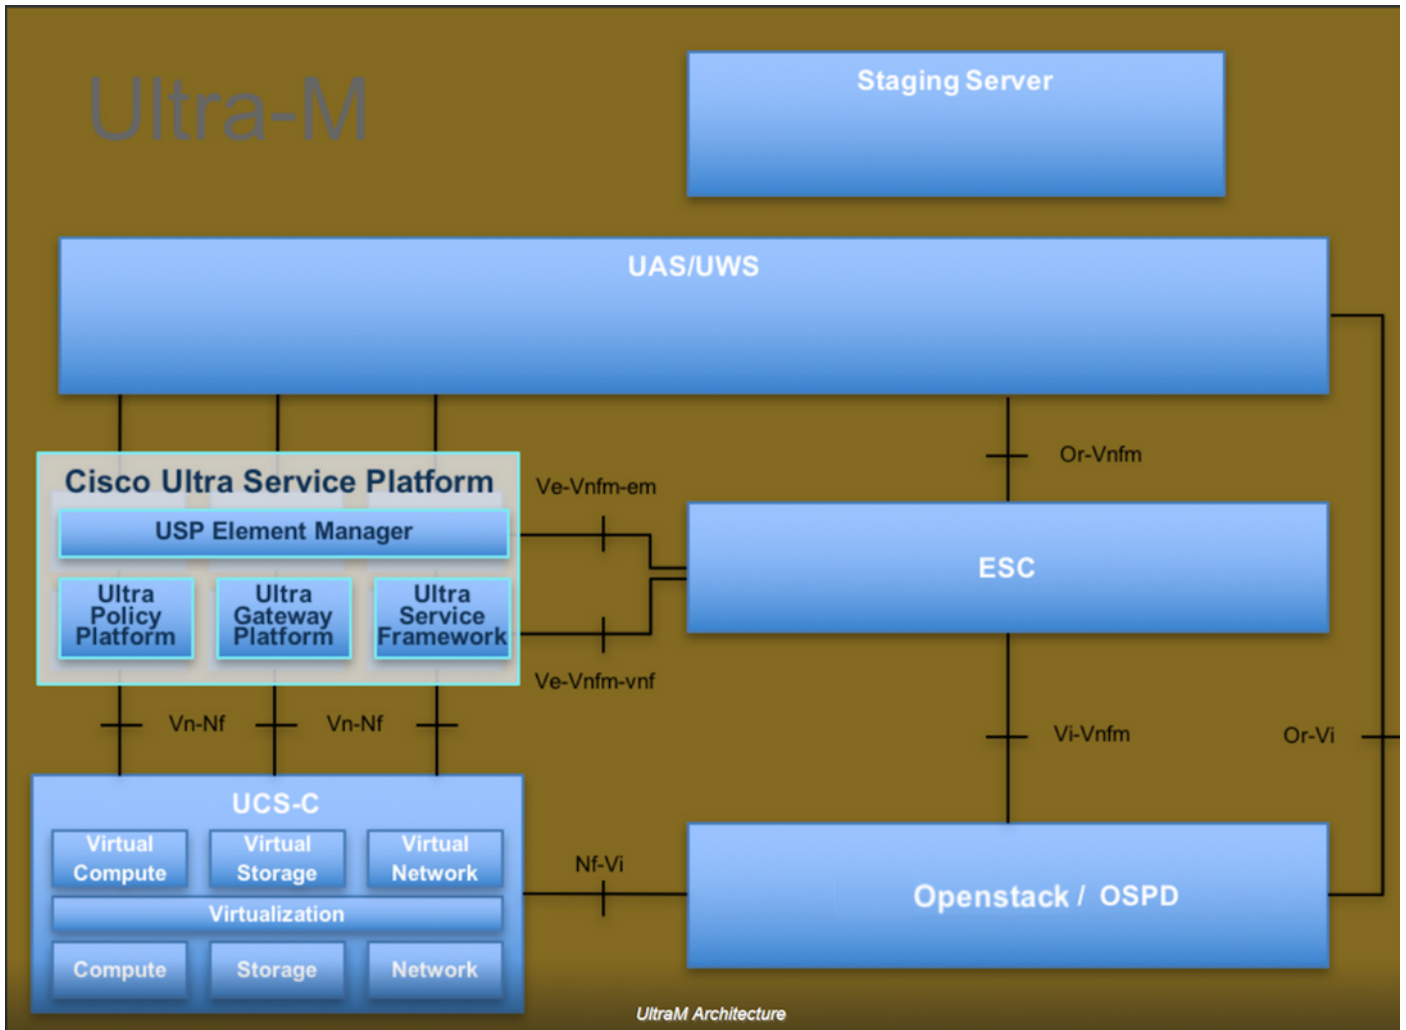 Ultra-M
Staging Server
UAS/UWS
Or-Vnfm
Cisco Ultra Service Platform
Ve-Vnfm-em
USP Element Manager
ESC
Ultra
Policy
Platform
Ultra
Gateway
Platform
Ultra
Service
Framework
Ve-Vnfm-vnf
Vn-Nf
Vn-Nf
Vi-Vnfm
Or-Vi
UCS-C
Virtual
Compute
Virtual
Storage
Virtual
Network
Nf-Vi
Openstack / OSPD
Virtualization
Compute
Storage
Network
UltraM Architecture